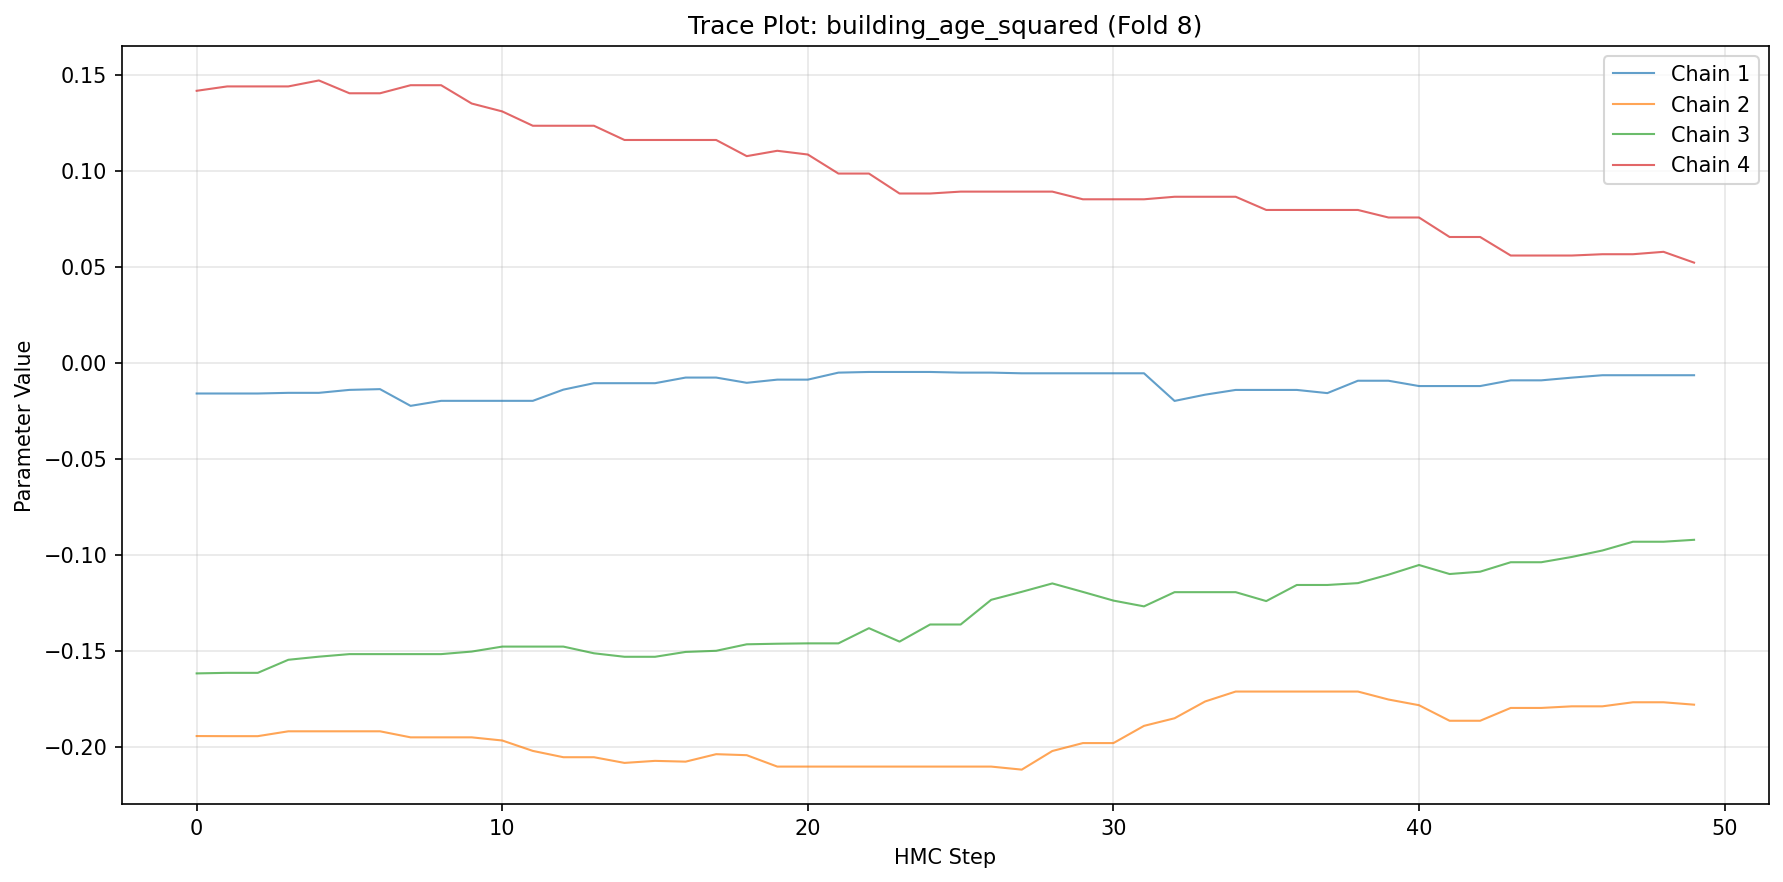 Trace Plot: building_age_squared (Fold 8)
Chain 1
Chain 2
Chain 3
Chain 4
0.15
0.10
0.05
0.00
−0.05
−0.10
−0.15
−0.20
Parameter Value
0 10 20 30 40 50
HMC Step